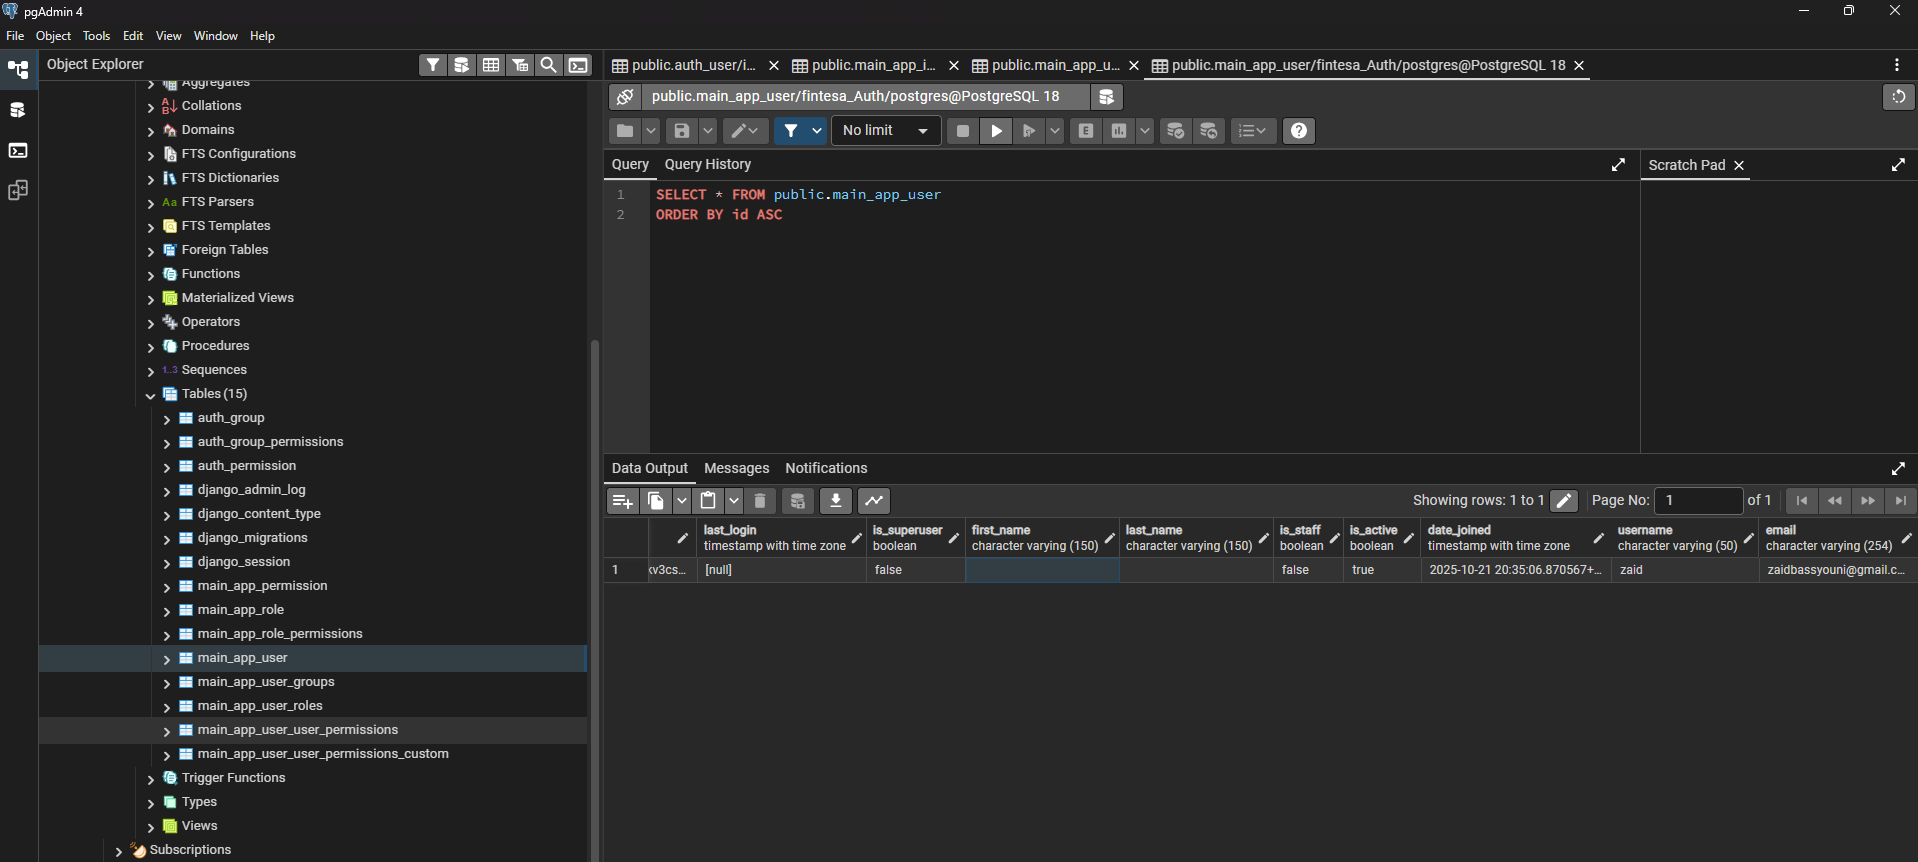 pgAdmin 4
File Object Tools Edit View Window Help
Object Explorer
Aggregates
Collations
Domains
FTS Configurations
FTS Dictionaries
Aa FTS Parsers
FTS Templates
Foreign Tables
Functions
Materialized Views
Operators
Procedures
1..3 Sequences
Tables (15)
auth_group
auth_group_permissions
auth_permission
django_admin_log
django_content_type
django_migrations
django_session
main_app_permission
main_app_role
main_app_role_permissions
main_app_user
main_app_user_groups
main_app_user_roles
main_app_user_user_permissions
main_app_user_user_permissions_custom
Trigger Functions
Types
Views
Subscriptions
public.auth_user/i... public.main_app_i... public.main_app_u... public.main_app_user/fintesa_Auth/postgres@PostgreSQL 18
public.main_app_user/fintesa_Auth/postgres@PostgreSQL 18
No limit
E
Query Query History
Scratch Pad
1 SELECT * FROM public.main_app_user
2 ORDER BY id ASC
Data Output Messages Notifications
Showing rows: 1 to 1 Page No: 1 of 1
last_login is_superuser first_name last_name is_staff is_active date_joined username email
timestamp with time zone boolean character varying (150) character varying (150) boolean boolean timestamp with time zone character varying (50) character varying (254)
1 v3cs... [null] false false true 2025-10-21 20:35:06.870567+... zaid zaidbassyouni@gmail.c...